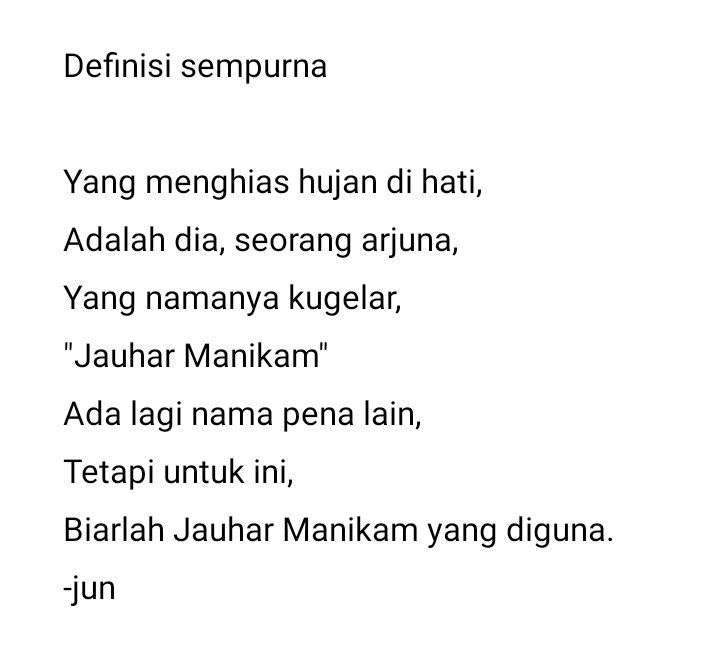 Definisi sempurna
Yang menghias hujan di hati,
Adalah dia, seorang arjuna,
Yang namanya kugelar,
"Jauhar Manikam"
Ada lagi nama pena lain,
Tetapi untuk ini,
Biarlah Jauhar Manikam yang diguna.
-jun